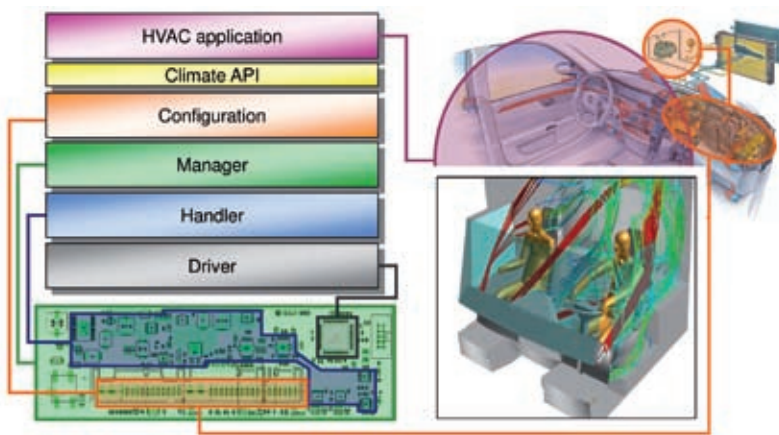 HVAC application
Climate API
Configuration
Manager
Handler
Driver